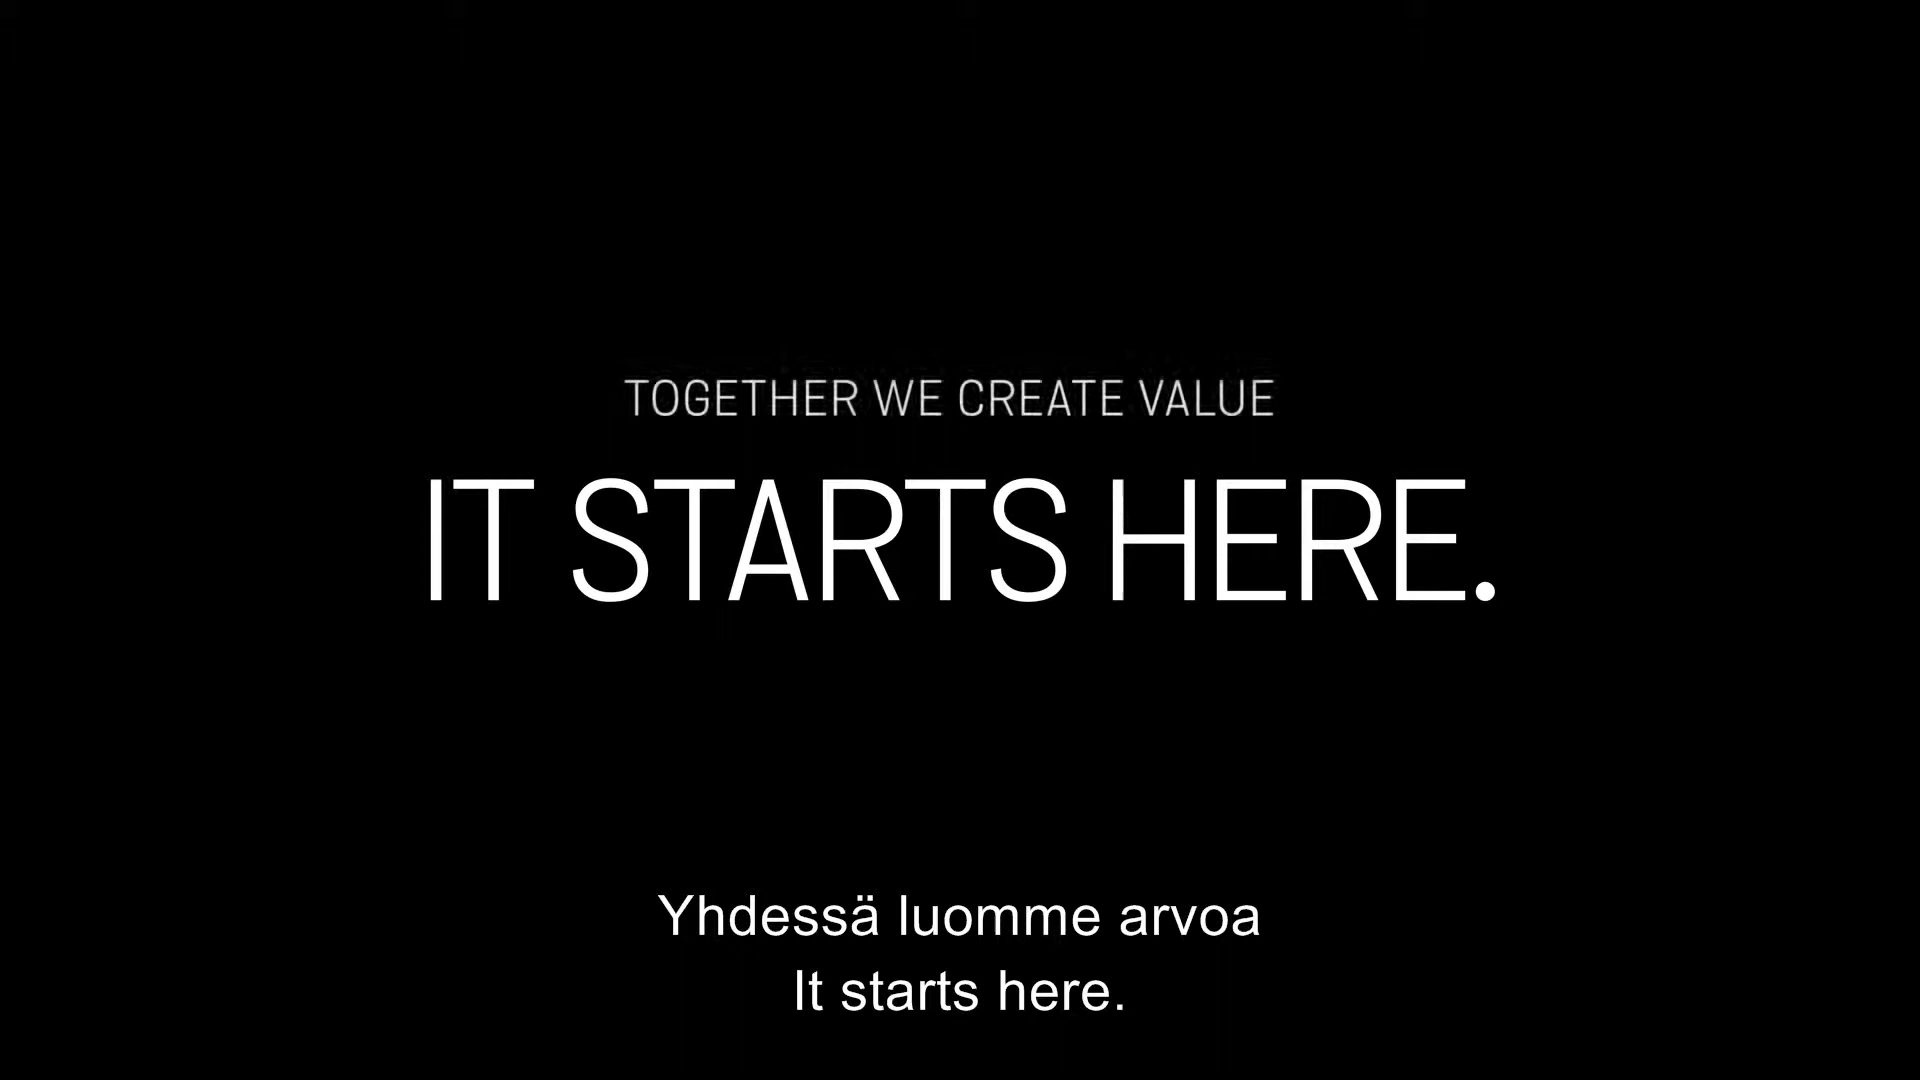 TOGETHER WE CREATE VALUE
IT STARTS HERE.
Yhdessä luomme arvoa
It starts here.